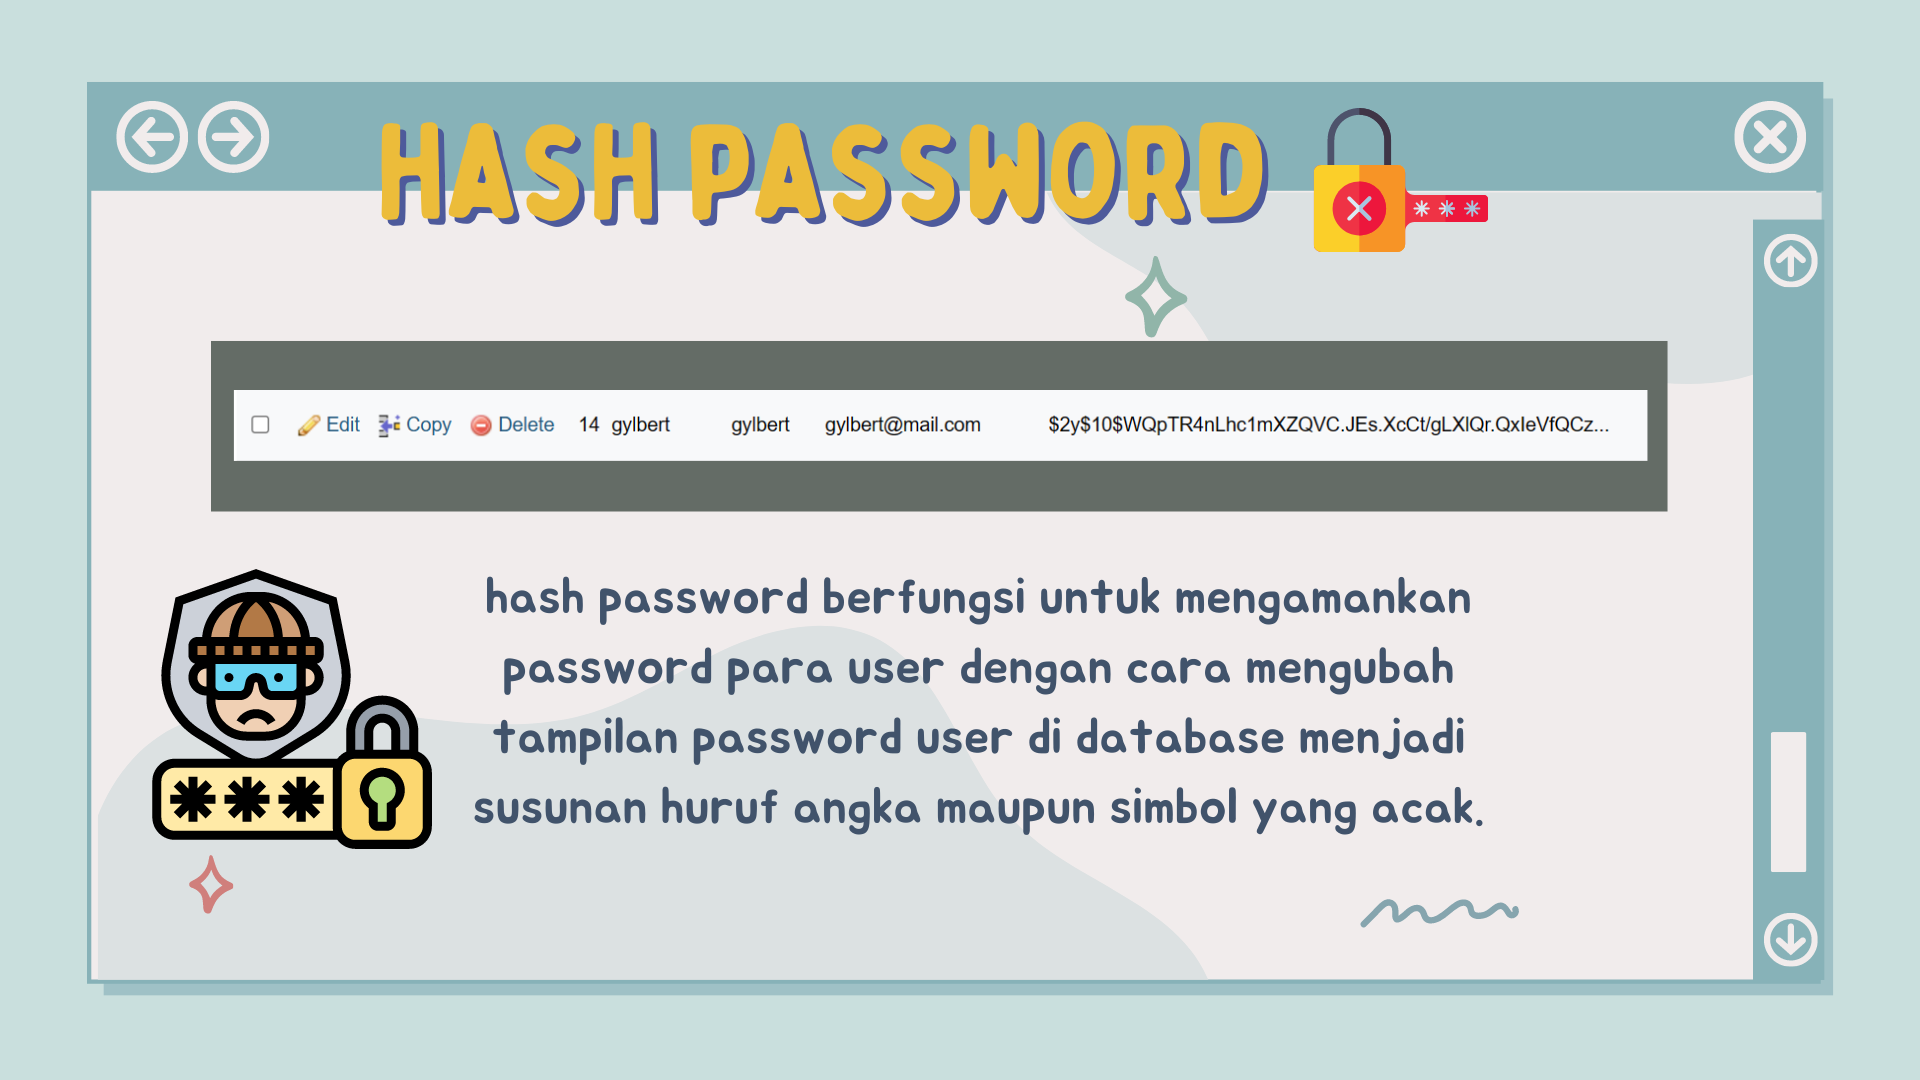 HASH PASSWORD
***
Edit Copy Delete 14 gylbert gylbert gylbert@mail.com $2y$10$WQpTR4nLhc1mXZQVC.JEs.XcCt/gLXlQr.QxIeVfQCz...
hash password berfungsi untuk mengamankan
password para user dengan cara mengubah
tampilan password user di database menjadi
susunan huruf angka maupun simbol yang acak.
***